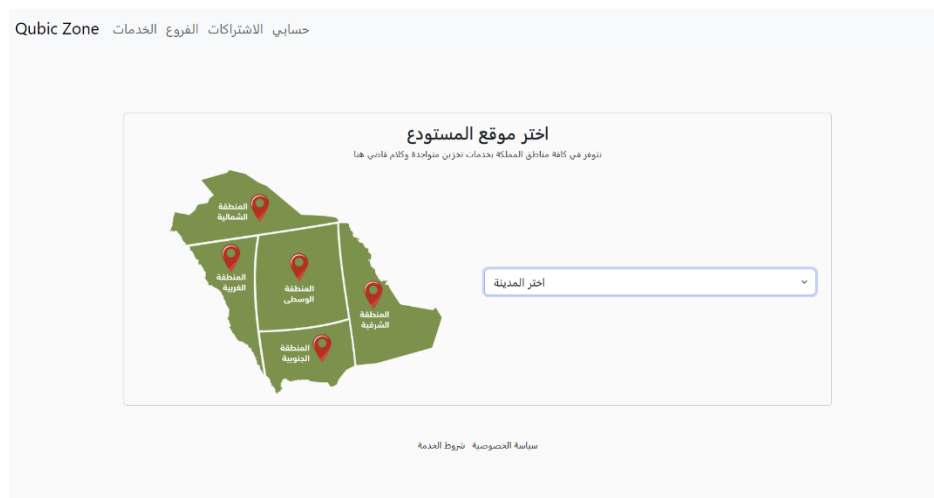 Qubic Zone الخدمات الفروع الاشتراكات حسابي
اختر موقع المستودع
نتوفر في كافة مناطق المملكة بخدمات تخزين متواجدة وكلام فاضي هنا
المنطقة
الشمالية
المنطقة
الغربية
المنطقة
الوسطى
المنطقة
الشرقية
المنطقة
الجنوبية
اختر المدينة
سياسة الخصوصية شروط الخدمة